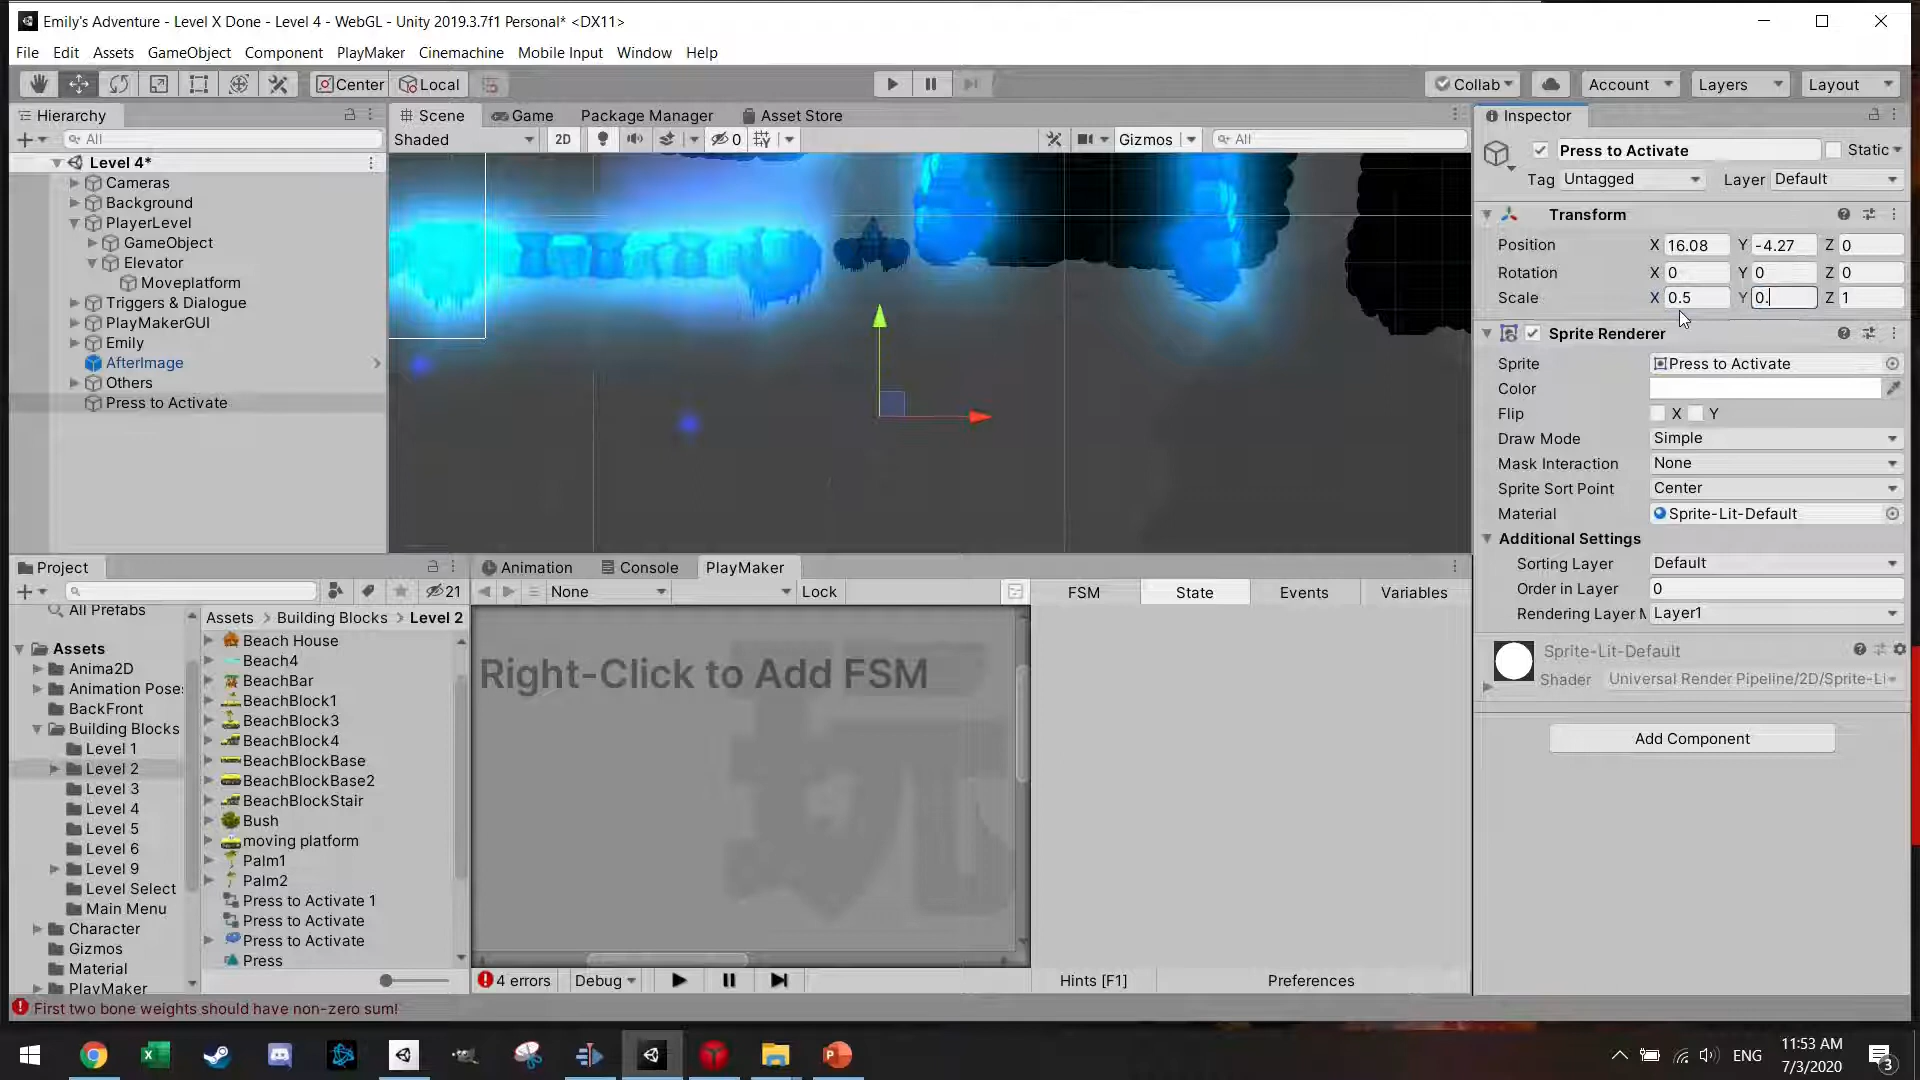 Emily's Adventure - Level X Done - Level 4 - WebGL - Unity 2019.3.7f1 Personal* <DX11>
File Edit Assets GameObject Component PlayMaker Cinemachine Mobile Input Window Help
Center Local Collab Account Layers Layout
Hierarchy
All
Level 4*
Cameras
Background
PlayerLevel
GameObject
Elevator
Moveplatform
Triggers & Dialogue
PlayMakerGUI
Emily
AfterImage
Others
Press to Activate
Scene Game Package Manager Asset Store
Shaded 2D 0 Gizmos All
Inspector
Press to Activate Static
Tag Untagged Layer Default
Transform
Position X 16.08 Y -4.27 Z 0
Rotation X 0 Y 0 Z 0
Scale X 0.5 Y 0. Z 1
Sprite Renderer
Sprite Press to Activate
Color
Flip X Y
Draw Mode Simple
Mask Interaction None
Sprite Sort Point Center
Material Sprite-Lit-Default
Additional Settings
Sorting Layer Default
Order in Layer 0
Rendering Layer M Layer1
Sprite-Lit-Default
Shader Universal Render Pipeline/2D/Sprite-Li
Add Component
Project
21
All Prefabs
Assets
Anima2D
Animation Poses
BackFront
Building Blocks
Level 1
Level 2
Level 3
Level 4
Level 5
Level 6
Level 9
Level Select
Main Menu
Character
Gizmos
Material
PlayMaker
Assets > Building Blocks > Level 2
Beach House
Beach4
BeachBar
BeachBlock1
BeachBlock3
BeachBlock4
BeachBlockBase
BeachBlockBase2
BeachBlockStair
Bush
moving platform
Palm1
Palm2
Press to Activate 1
Press to Activate
Press to Activate
Press
Animation Console PlayMaker
None Lock
FSM State Events Variables
Right-Click to Add FSM
4 errors Debug Hints [F1] Preferences
First two bone weights should have non-zero sum!
ENG
11:53 AM
7/3/2020
3